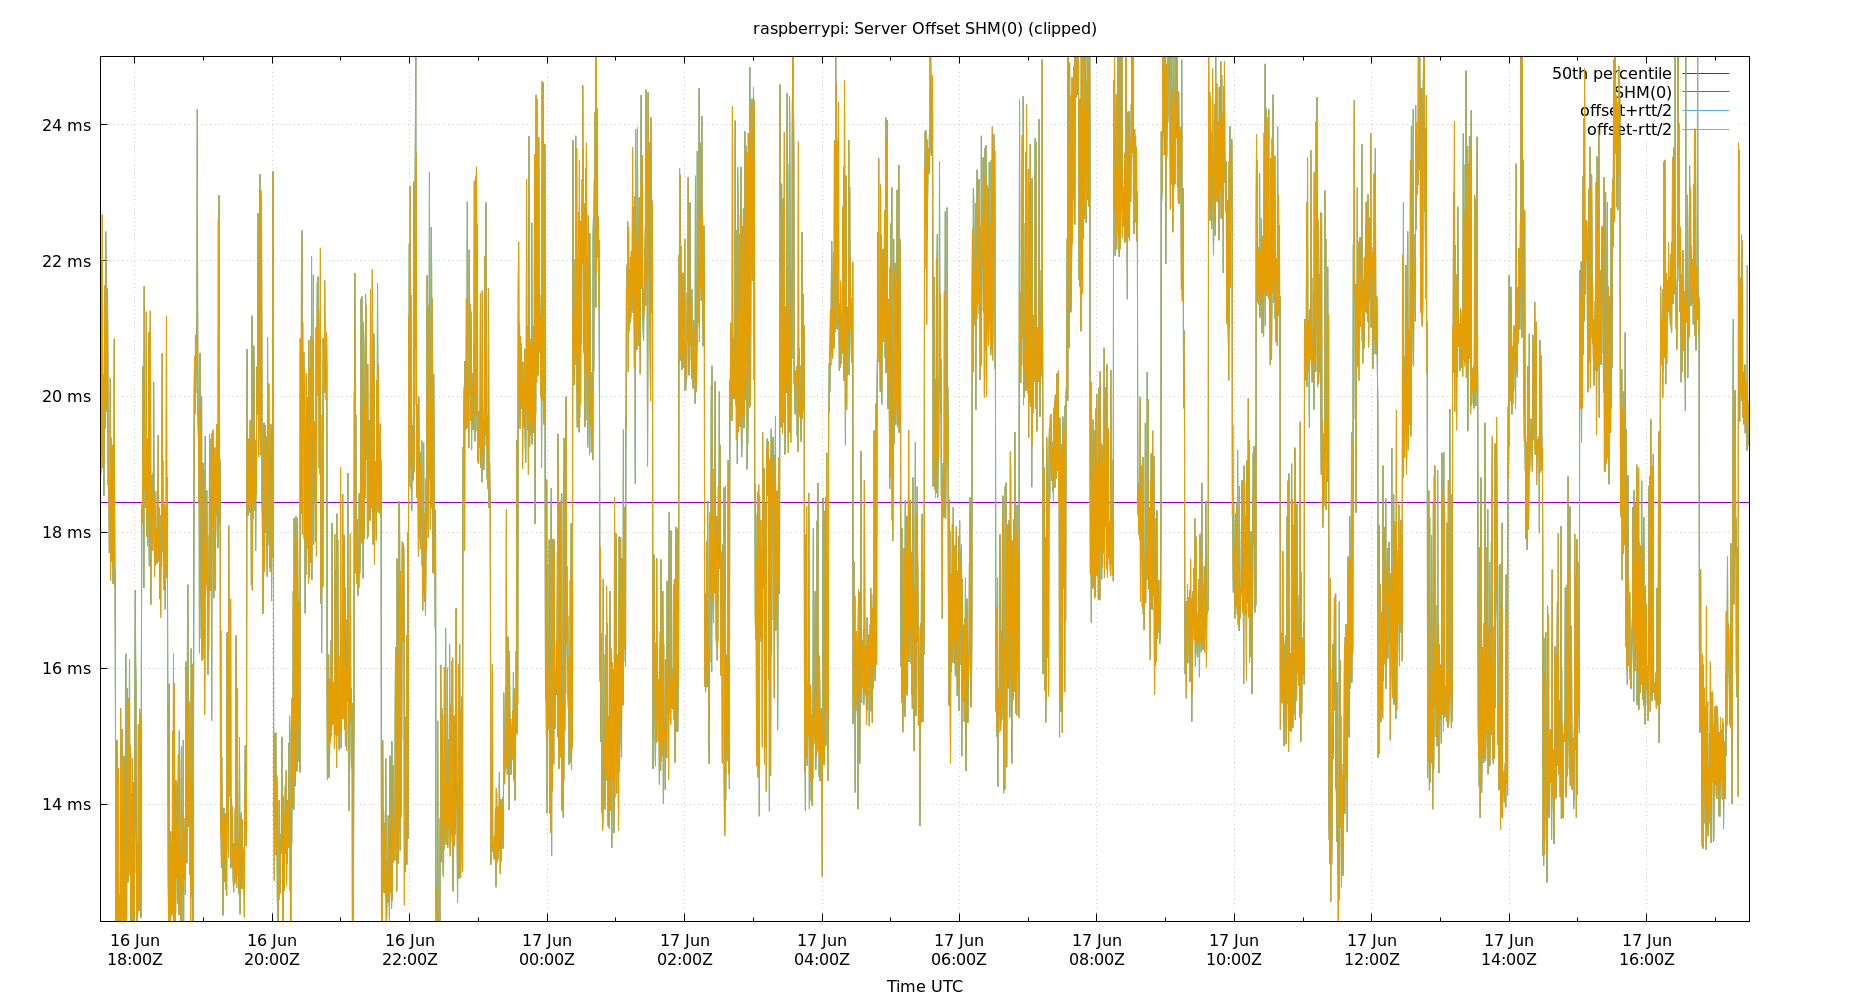 raspberrypi: Server Offset SHM(0) (clipped)
50th percentile
SHM(0)
offset+rtt/2
offset-rtt/2
24 ms
22 ms
20 ms
18 ms
16 ms
14 ms
16 Jun 16 Jun 16 Jun 17 Jun 17 Jun 17 Jun 17 Jun 17 Jun 17 Jun 17 Jun 17 Jun 17 Jun
18:00Z 20:00Z 22:00Z 00:00Z 02:00Z 04:00Z 06:00Z 08:00Z 10:00Z 12:00Z 14:00Z 16:00Z
Time UTC